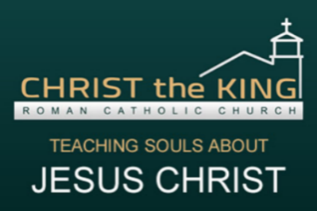 CHRIST the KING
ROMAN CATHOLIC CHURCH
TEACHING SOULS ABOUT
JESUS CHRIST